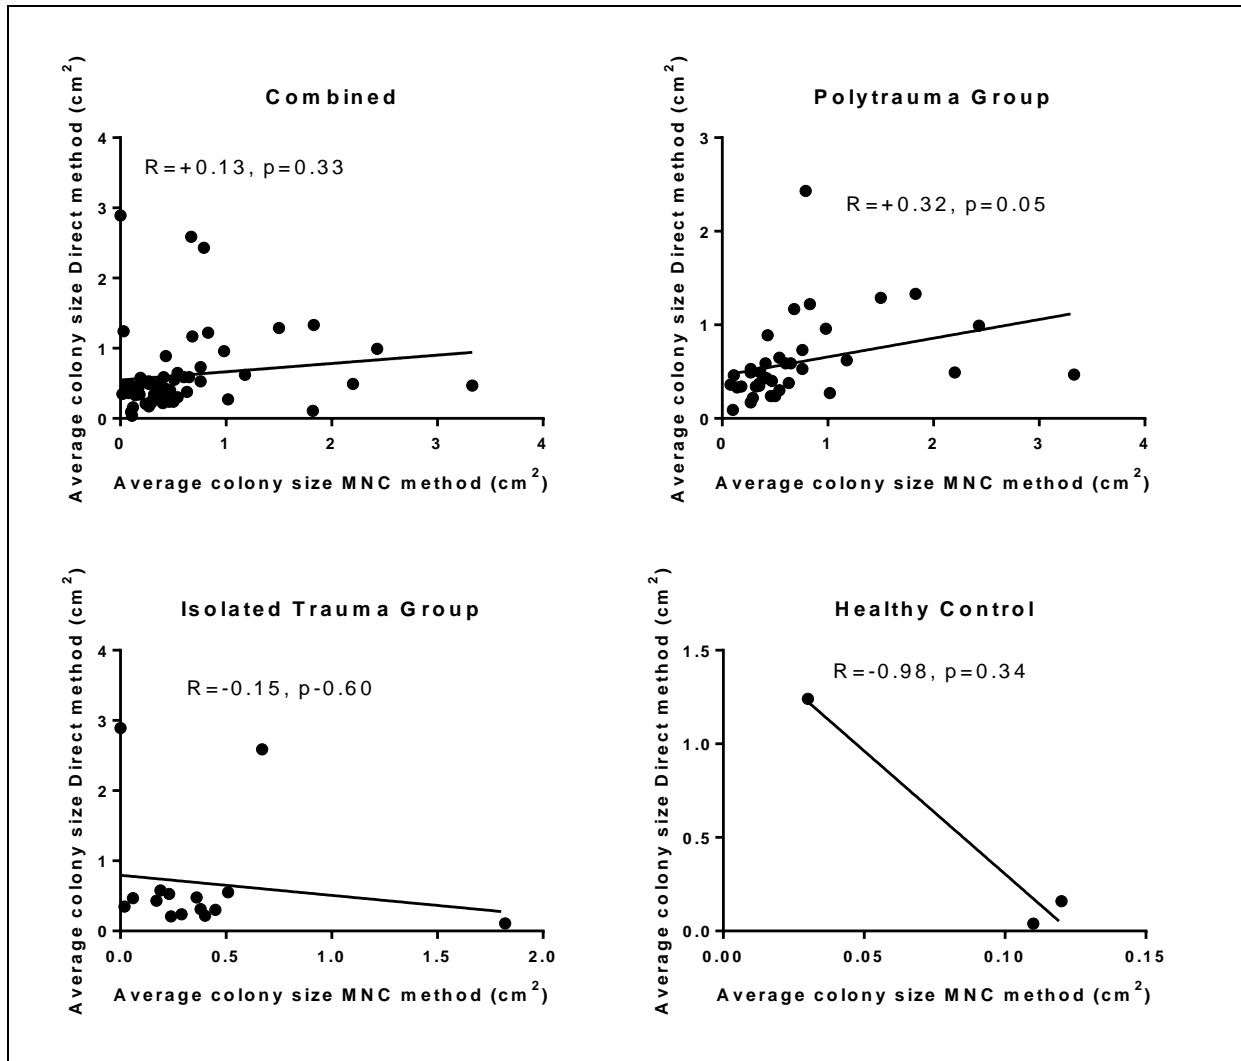 Combined
R=+0.13, p=0.33
Average colony size Direct method (cm²)
4
3
2
1
0
0 1 2 3 4
Average colony size MNC method (cm²)
Polytrauma Group
R=+0.32, p=0.05
Average colony size Direct method (cm²)
3
2
1
0
0 1 2 3 4
Average colony size MNC method (cm²)
Isolated Trauma Group
R=-0.15, p-0.60
Average colony size Direct method (cm²)
4
3
2
1
0
0.0 0.5 1.0 1.5 2.0
Average colony size MNC method (cm²)
Healthy Control
R=-0.98, p=0.34
Average colony size Direct method (cm²)
1.5
1.0
0.5
0.0
0.00 0.05 0.10 0.15
Average colony size MNC method (cm²)